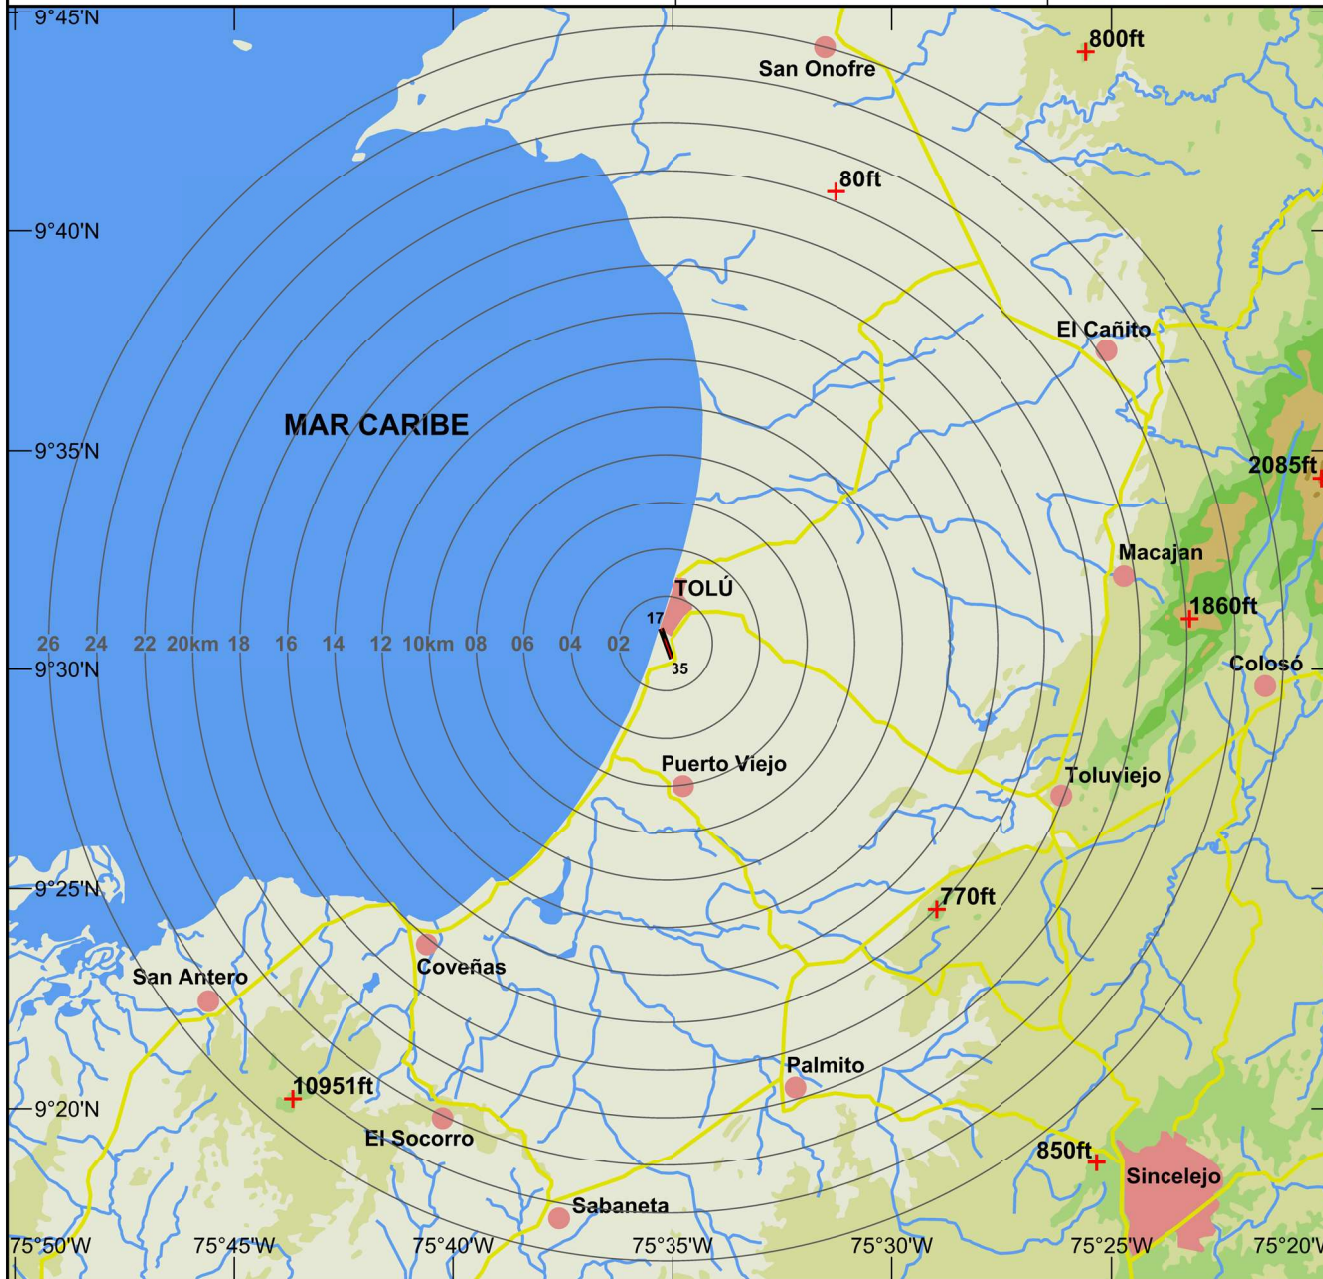 9°45'N
San Onofre
800ft
80ft
9°40'N
El Cañito
MAR CARIBE
9°35'N
2085ft
Macajan
TOLÚ
17
1860ft
26 24 22 20km 18 16 14 12 10km 08 06 04 02
9°30'N
35
Colosó
Puerto Viejo
Toluviejo
9°25'N
770ft
Coveñas
San Antero
Palmito
10951ft
9°20'N
El Socorro
850ft
Sincelejo
Sabaneta
75°50'W 75°45'W 75°40'W 75°35'W 75°30'W 75°25'W 75°20'W